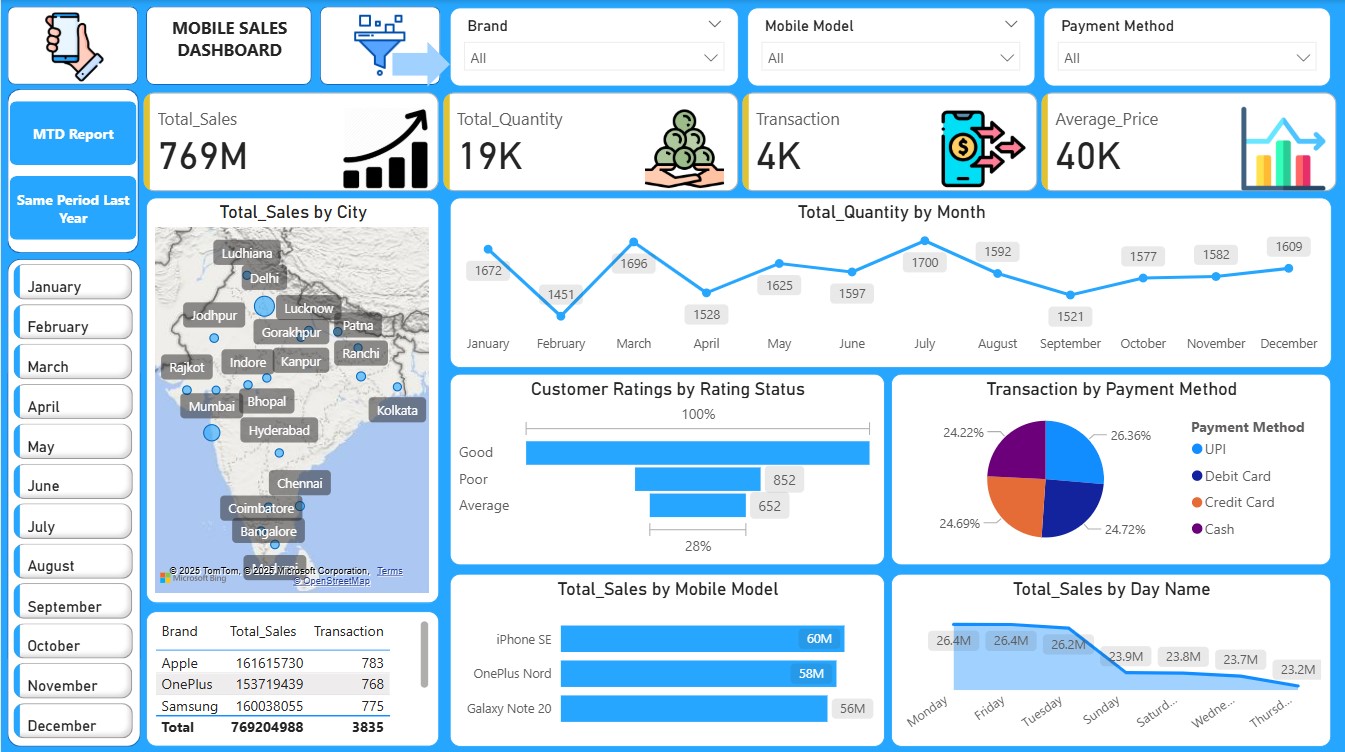 MOBILE SALES
DASHBOARD
Brand
All
Mobile Model
All
Payment Method
All
MTD Report
Same Period Last
Year
Total_Sales
769M
Total_Quantity
19K
Transaction
4K
$
Average_Price
40K
January
February
March
April
May
June
July
August
September
October
November
December
Total_Sales by City
Ludhiana
Delhi
Jodhpur
Lucknow
Gorakhpur
Patna
Rajkot
Indore
Kanpur
Ranchi
Mumbai
Bhopal
Kolkata
Hyderabad
Chennai
Coimbatore
Bangalore
© 2025 TomTom, © 2025 Microsoft Corporation, Terms
Microsoft Bing
© OpenStreetMap
Brand Total_Sales Transaction
Apple 161615730 783
OnePlus 153719439 768
Samsung 160038055 775
Total 769204988 3835
Total_Quantity by Month
1672 1451 1696 1528 1625 1597 1700 1592 1521 1577 1582 1609
January February March April May June July August September October November December
Customer Ratings by Rating Status
100%
Good
Poor 852
Average 652
28%
Transaction by Payment Method
24.22%
26.36%
24.69%
24.72%
Payment Method
UPI
Debit Card
Credit Card
Cash
Total_Sales by Mobile Model
iPhone SE 60M
OnePlus Nord 58M
Galaxy Note 20 56M
Total_Sales by Day Name
26.4M 26.4M 26.2M 23.9M 23.8M 23.7M 23.2M
Monday Friday Tuesday Sunday Saturd... Wedne... Thursd...